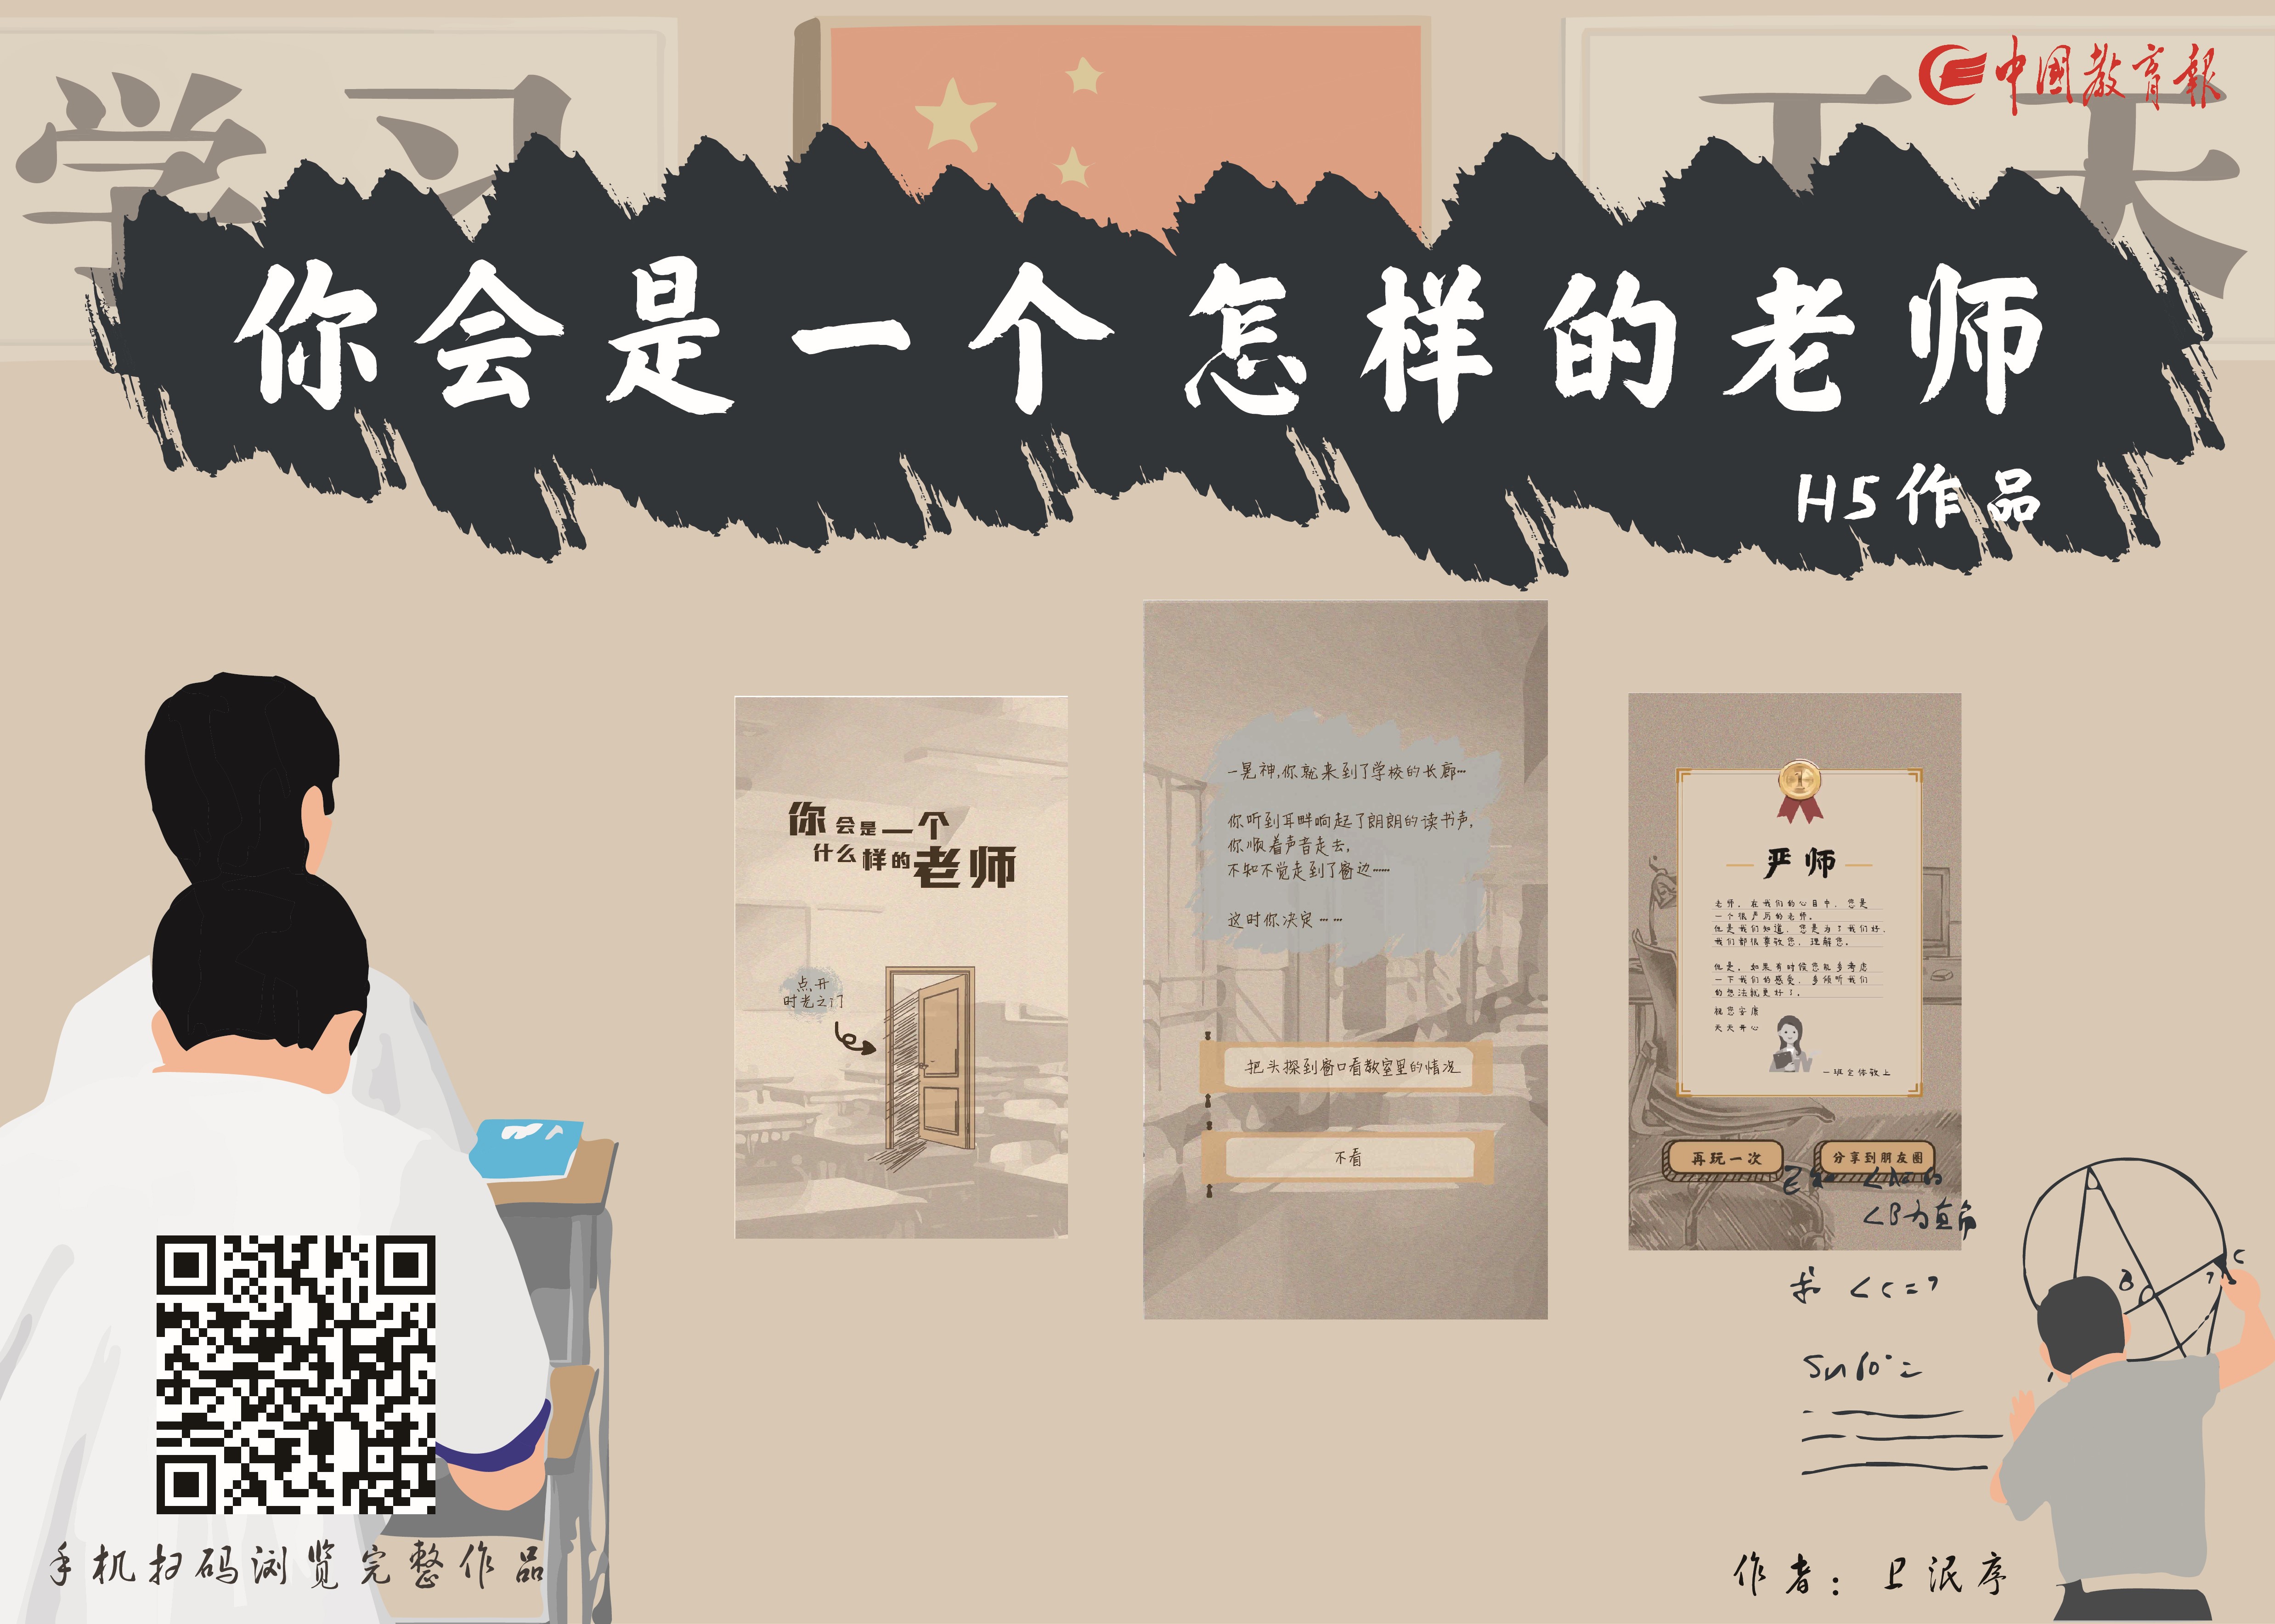 学习
中国教育報
你会是一个怎样的老师
H5作品
你会是一个
什么样的老师
点开
时光之门
一晃神,你就来到了学校的长廊…
你听到耳畔响起了朗朗的读书声,
你顺着声音走去,
不知不觉走到了窗边……
这时你决定……
把头探到窗口看教室里的情况
不看
严师
老师，在我们的心目中，您是
一个很严厉的老师。
但是我们知道，您是为了我们好，
我们都很尊敬您，理解您。
但是，如果有时候您能多考虑
一下我们的感受，多倾听我们
的想法就更好了。
祝您安康
天天开心
一班全体敬上
再玩一次
分享到朋友圈
已知
<B为直角
求 <c=?
B
C
手机扫码浏览完整作品
作者：卫泯序